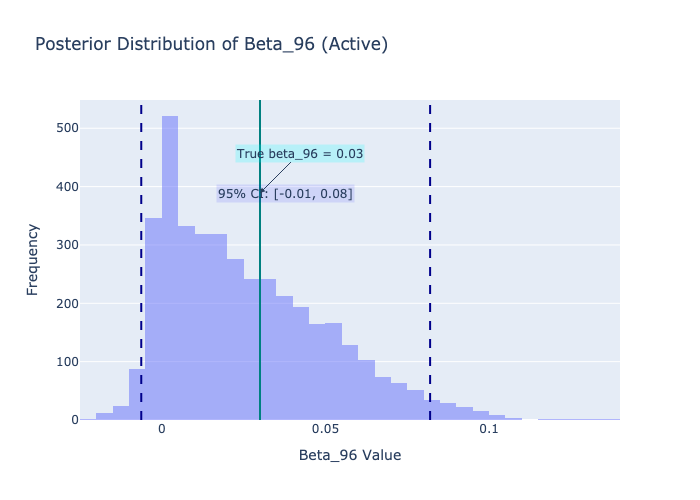 Posterior Distribution of Beta_96 (Active)
500
True beta_96 = 0.03
400
95% CI: [-0.01, 0.08]
300
Frequency
200
100
0
0
0.05
0.1
Beta_96 Value